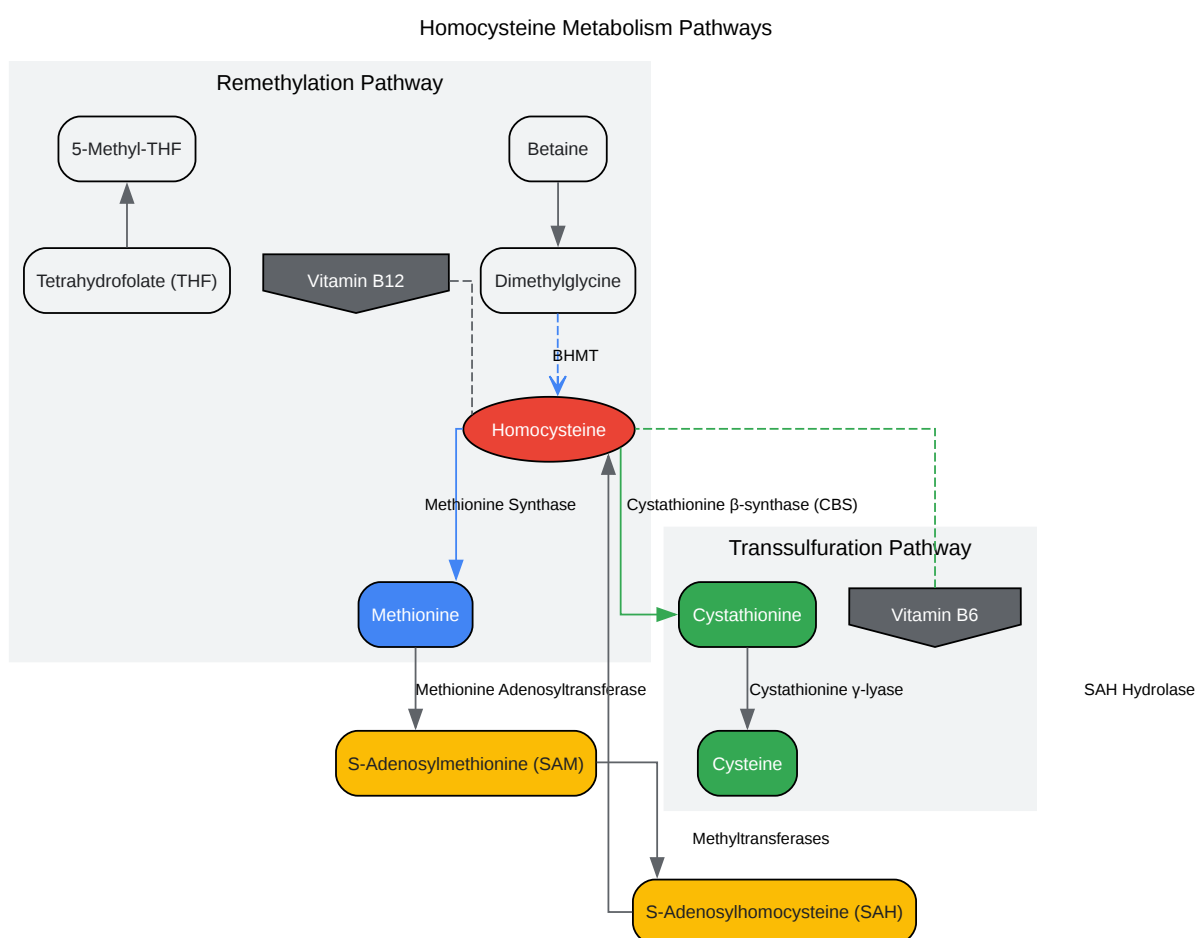 Homocysteine Metabolism Pathways
Remethylation Pathway
5-Methyl-THF
Betaine
Tetrahydrofolate (THF)
Vitamin B12
Dimethylglycine
BHMT
Homocysteine
Methionine Synthase
Cystathionine β-synthase (CBS)
Transsulfuration Pathway
Methionine
Cystathionine
Vitamin B6
Methionine Adenosyltransferase
Cystathionine γ-lyase
SAH Hydrolase
S-Adenosylmethionine (SAM)
Cysteine
Methyltransferases
S-Adenosylhomocysteine (SAH)